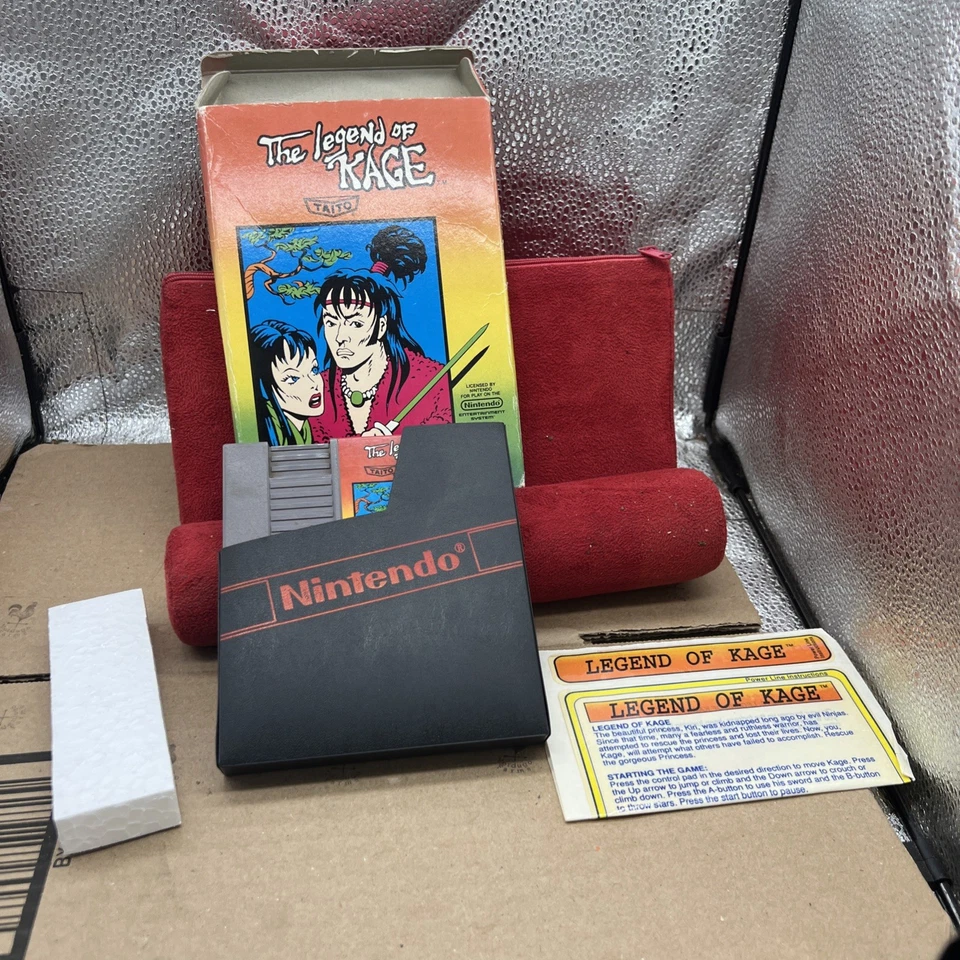 The legend of
KAGE
TAITO
LICENSED BY
NINTENDO
FOR PLAY ON THE
Nintendo
ENTERTAINMENT
SYSTEM
The le
TAITO
Nintendo®
LEGEND OF KAGE™
Power Line Instructions
LEGEND OF KAGE™
LEGEND OF KAGE
The beautiful princess, Kiri, was kidnapped long ago by evil Ninjas.
Since that time, many a fearless and ruthless warrior, has
attempted to rescue the princess and lost their lives. Now, you,
Kage, will attempt what others have failed to accomplish. Rescue
the gorgeous Princess.
STARTING THE GAME:
Press the control pad in the desired direction to move Kage. Press
the Up arrow to jump or climb and the Down arrow to crouch or
climb down. Press the A-button to use his sword and the B-button
to throw stars. Press the start button to pause.